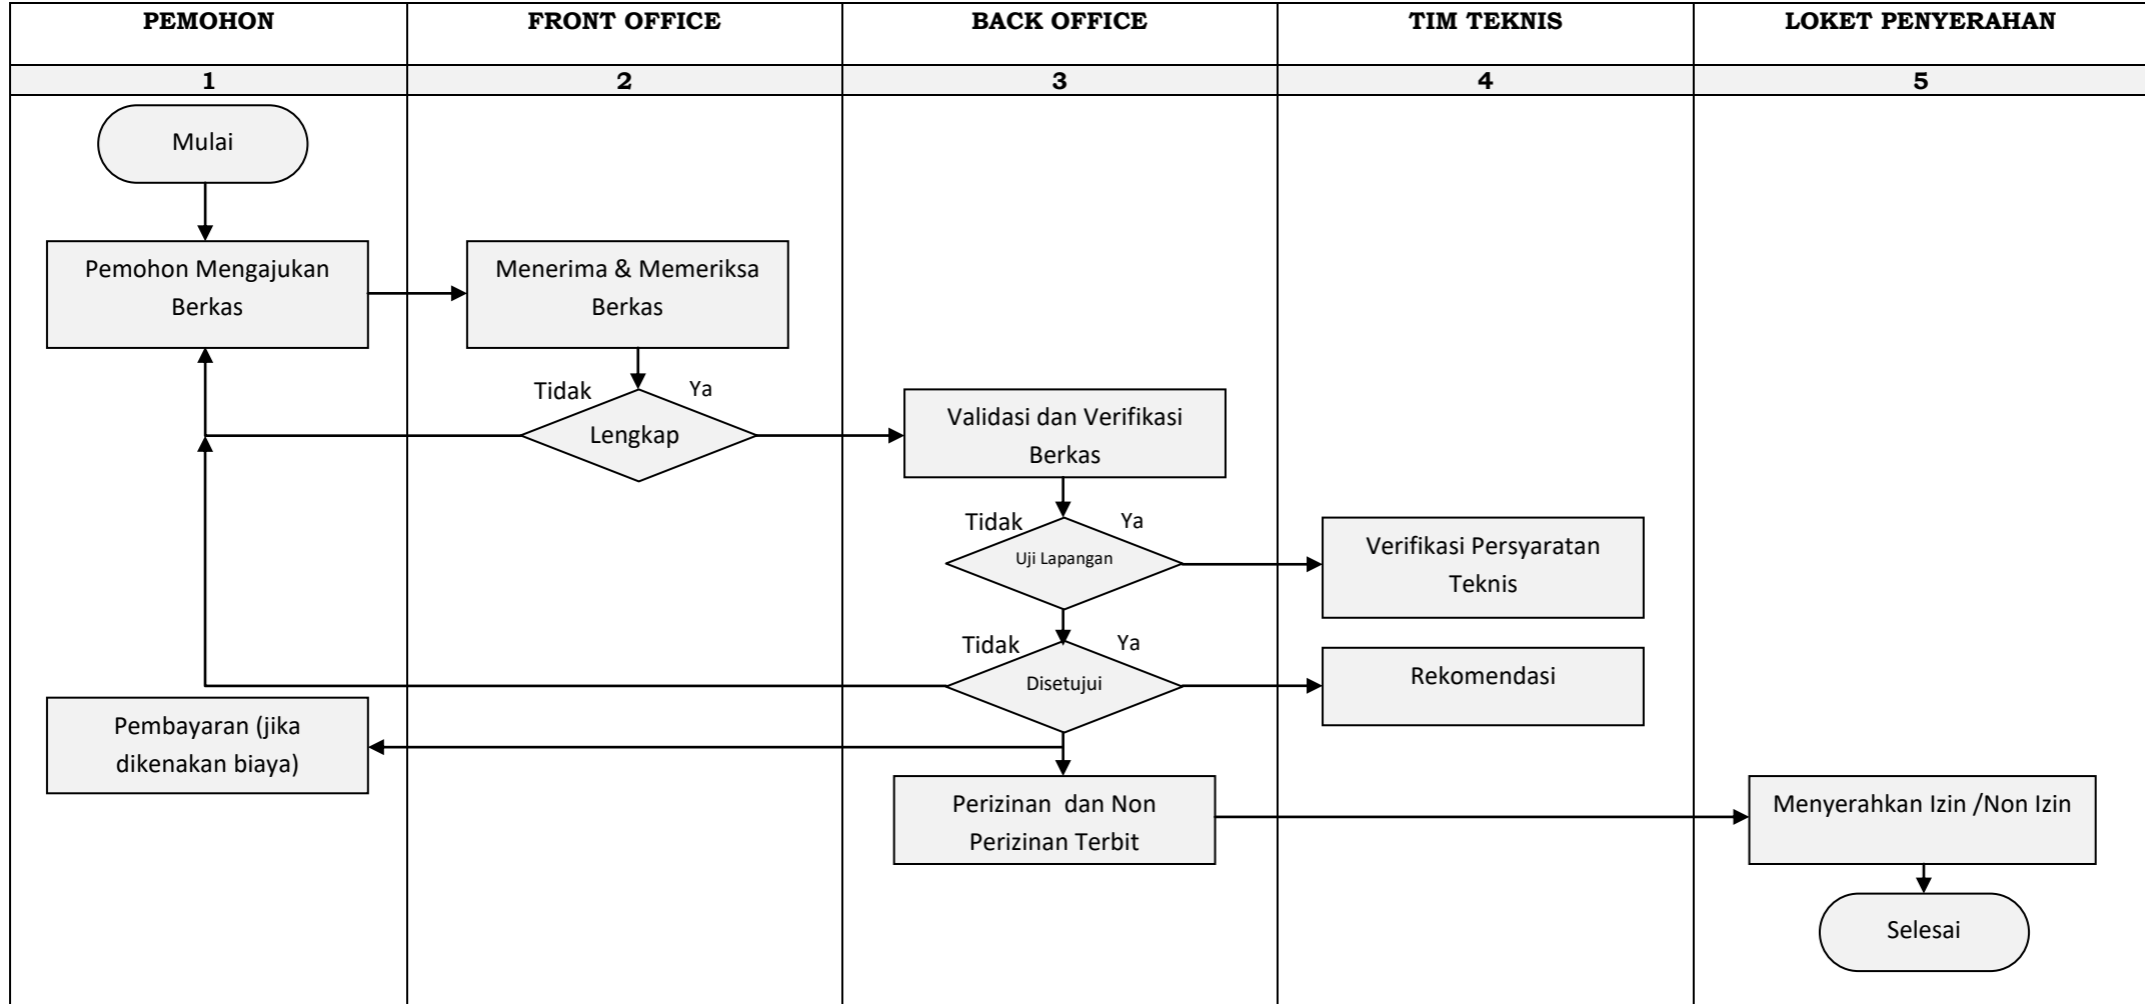 PEMOHON
FRONT OFFICE
BACK OFFICE
TIM TEKNIS
LOKET PENYERAHAN
1
2
3
4
5
Mulai
Pemohon Mengajukan
Berkas
Menerima & Memeriksa
Berkas
Tidak
Ya
Lengkap
Validasi dan Verifikasi
Berkas
Tidak
Ya
Uji Lapangan
Verifikasi Persyaratan
Teknis
Tidak
Ya
Disetujui
Rekomendasi
Pembayaran (jika
dikenakan biaya)
Perizinan dan Non
Perizinan Terbit
Menyerahkan Izin /Non Izin
Selesai